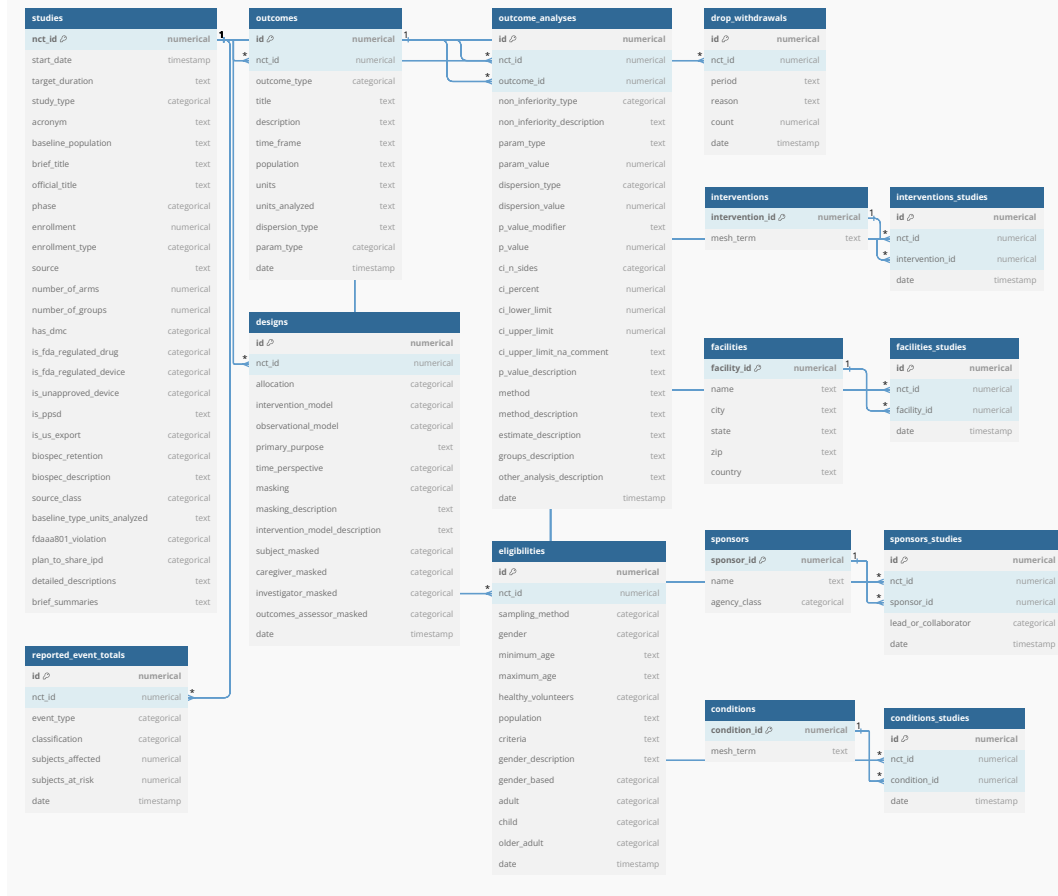 studies
nct_id numerical
start_date timestamp
target_duration text
study_type categorical
acronym text
baseline_population text
brief_title text
official_title text
phase categorical
enrollment numerical
enrollment_type categorical
source text
number_of_arms numerical
number_of_groups numerical
has_dmc categorical
is_fda_regulated_drug categorical
is_fda_regulated_device categorical
is_unapproved_device categorical
is_ppsd text
is_us_export categorical
biospec_retention categorical
biospec_description text
source_class categorical
baseline_type_units_analyzed text
fdaaa801_violation categorical
plan_to_share_ipd categorical
detailed_descriptions text
brief_summaries text
1
*
*
*
reported_event_totals
id numerical
nct_id numerical
event_type categorical
classification categorical
subjects_affected numerical
subjects_at_risk numerical
date timestamp
outcomes
id numerical
nct_id numerical
outcome_type categorical
title text
description text
time_frame text
population text
units text
units_analyzed text
dispersion_type text
param_type categorical
date timestamp
1
*
*
designs
id numerical
nct_id numerical
allocation categorical
intervention_model categorical
observational_model categorical
primary_purpose text
time_perspective categorical
masking categorical
masking_description text
intervention_model_description text
subject_masked categorical
caregiver_masked categorical
investigator_masked categorical
outcomes_assessor_masked categorical
date timestamp
*
outcome_analyses
id numerical
nct_id numerical
outcome_id numerical
non_inferiority_type categorical
non_inferiority_description text
param_type text
param_value numerical
dispersion_type categorical
dispersion_value numerical
p_value_modifier text
p_value numerical
ci_n_sides categorical
ci_percent numerical
ci_lower_limit numerical
ci_upper_limit numerical
ci_upper_limit_na_comment text
p_value_description text
method text
method_description text
estimate_description text
groups_description text
other_analysis_description text
date timestamp
*
eligibilities
id numerical
nct_id numerical
sampling_method categorical
gender categorical
minimum_age text
maximum_age text
healthy_volunteers categorical
population text
criteria text
gender_description text
gender_based categorical
adult categorical
child categorical
older_adult categorical
date timestamp
drop_withdrawals
id numerical
nct_id numerical
period text
reason text
count numerical
date timestamp
interventions
intervention_id numerical
mesh_term text
1
*
*
interventions_studies
id numerical
nct_id numerical
intervention_id numerical
date timestamp
facilities
facility_id numerical
name text
city text
state text
zip text
country text
1
*
*
facilities_studies
id numerical
nct_id numerical
facility_id numerical
date timestamp
sponsors
sponsor_id numerical
name text
agency_class categorical
1
*
*
sponsors_studies
id numerical
nct_id numerical
sponsor_id numerical
lead_or_collaborator categorical
date timestamp
conditions
condition_id numerical
mesh_term text
1
*
*
conditions_studies
id numerical
nct_id numerical
condition_id numerical
date timestamp